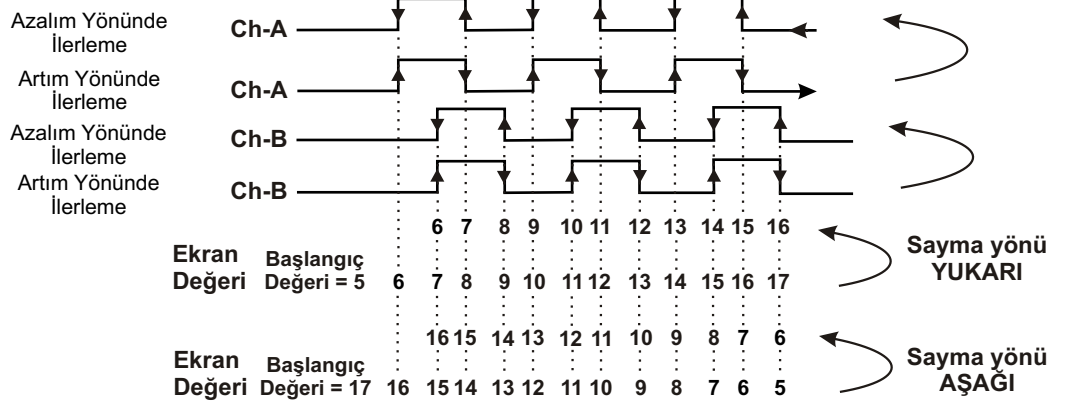 Azalım Yönünde
İlerleme
Ch-A
Artım Yönünde
İlerleme
Ch-A
Azalım Yönünde
İlerleme
Ch-B
Artım Yönünde
İlerleme
Ch-B
6 7 8 9 10 11 12 13 14 15 16
Ekran
Değeri
Başlangıç
Değeri = 5
6 7 8 9 10 11 12 13 14 15 16 17
Sayma yönü
YUKARI
16 15 14 13 12 11 10 9 8 7 6
Ekran
Değeri
Başlangıç
Değeri = 17
16 15 14 13 12 11 10 9 8 7 6 5
Sayma yönü
AŞAĞI